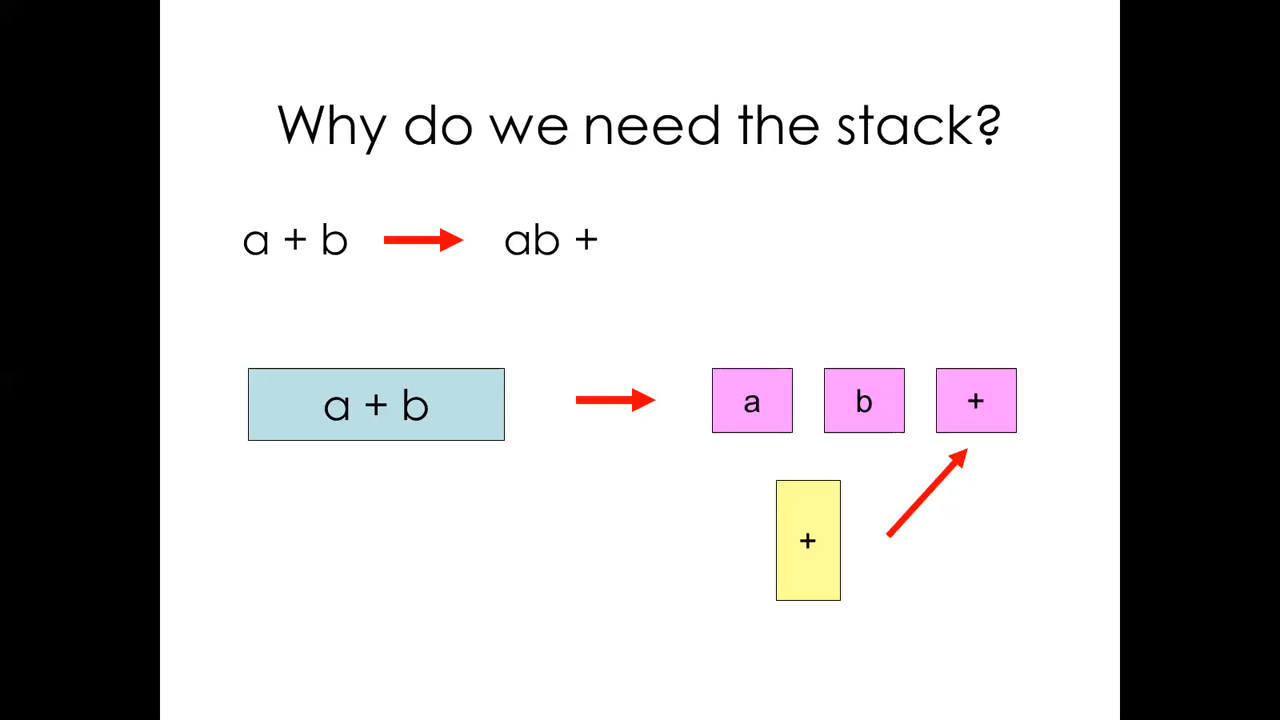 Why do we need the stack?
a + b ab +
a + b a b +
+